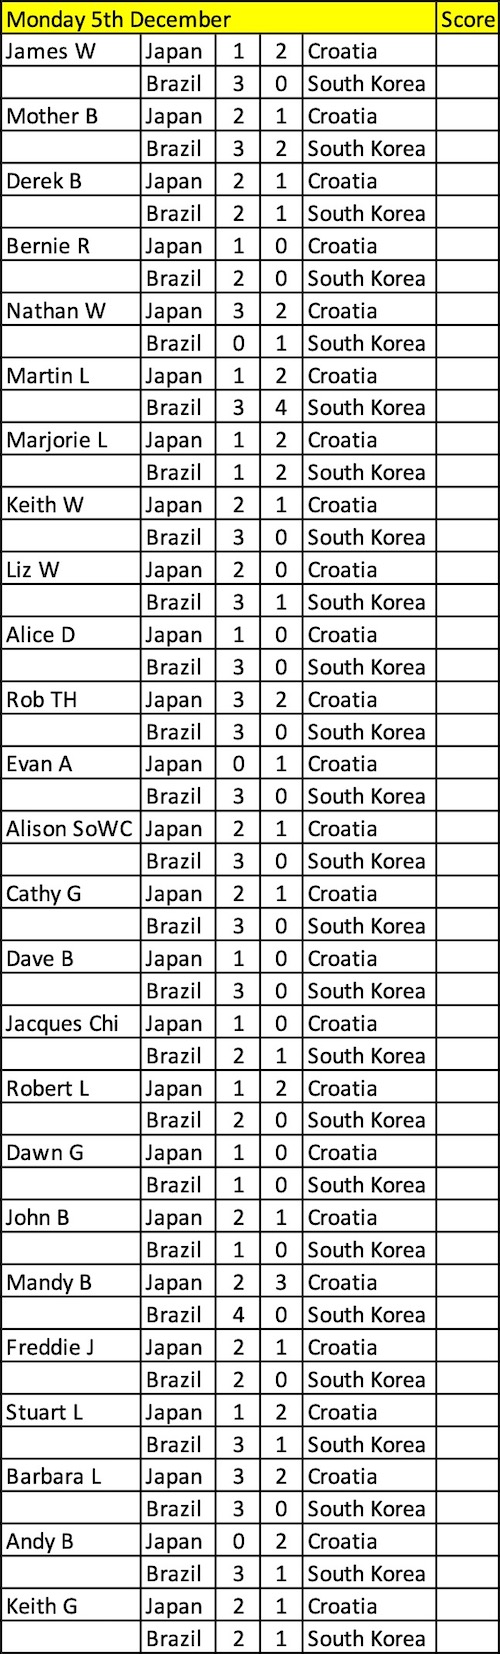 Monday 5th December Score
James W Japan 1 2 Croatia
Brazil 3 0 South Korea
Mother B Japan 2 1 Croatia
Brazil 3 2 South Korea
Derek B Japan 2 1 Croatia
Brazil 2 1 South Korea
Bernie R Japan 1 0 Croatia
Brazil 2 0 South Korea
Nathan W Japan 3 2 Croatia
Brazil 0 1 South Korea
Martin L Japan 1 2 Croatia
Brazil 3 4 South Korea
Marjorie L Japan 1 2 Croatia
Brazil 1 2 South Korea
Keith W Japan 2 1 Croatia
Brazil 3 0 South Korea
Liz W Japan 2 0 Croatia
Brazil 3 1 South Korea
Alice D Japan 1 0 Croatia
Brazil 3 0 South Korea
Rob TH Japan 3 2 Croatia
Brazil 3 0 South Korea
Evan A Japan 0 1 Croatia
Brazil 3 0 South Korea
Alison SoWC Japan 2 1 Croatia
Brazil 3 0 South Korea
Cathy G Japan 2 1 Croatia
Brazil 3 0 South Korea
Dave B Japan 1 0 Croatia
Brazil 3 0 South Korea
Jacques Chi Japan 1 0 Croatia
Brazil 2 1 South Korea
Robert L Japan 1 2 Croatia
Brazil 2 0 South Korea
Dawn G Japan 1 0 Croatia
Brazil 1 0 South Korea
John B Japan 2 1 Croatia
Brazil 1 0 South Korea
Mandy B Japan 2 3 Croatia
Brazil 4 0 South Korea
Freddie J Japan 2 1 Croatia
Brazil 2 0 South Korea
Stuart L Japan 1 2 Croatia
Brazil 3 1 South Korea
Barbara L Japan 3 2 Croatia
Brazil 3 0 South Korea
Andy B Japan 0 2 Croatia
Brazil 3 1 South Korea
Keith G Japan 2 1 Croatia
Brazil 2 1 South Korea